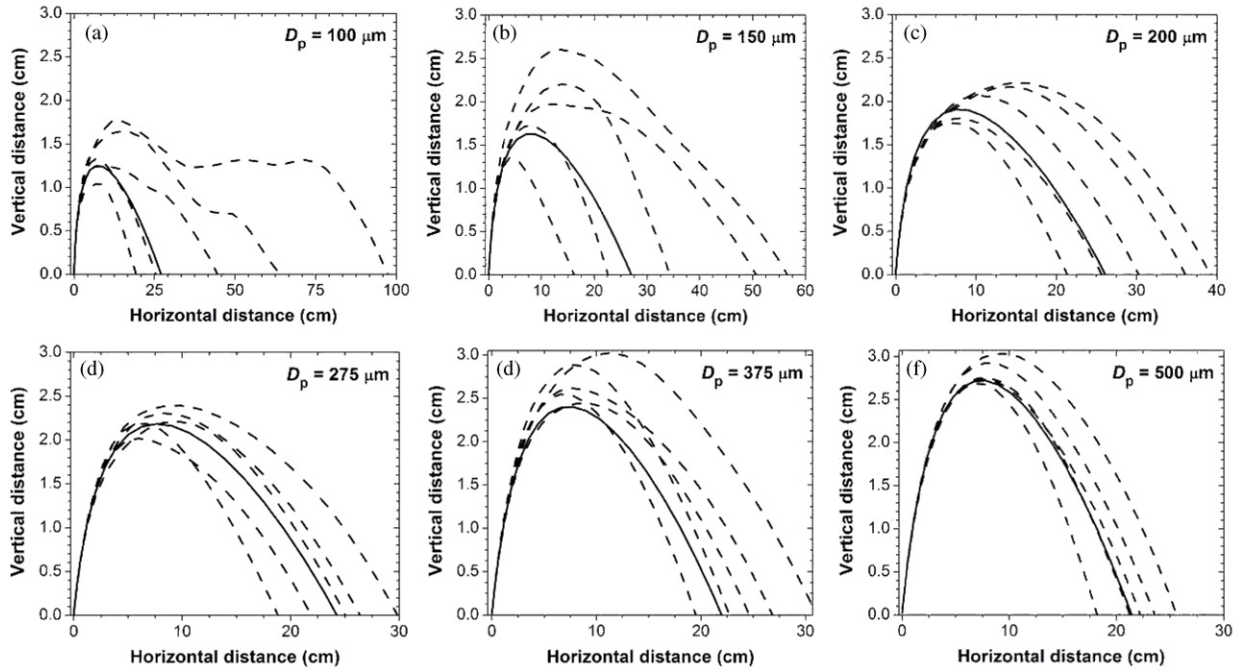 (a)
D_p = 100 μm
Vertical distance (cm)
3.0
2.5
2.0
1.5
1.0
0.5
0.0
0 25 50 75 100
Horizontal distance (cm)
(b)
D_p = 150 μm
Vertical distance (cm)
3.0
2.5
2.0
1.5
1.0
0.5
0.0
0 10 20 30 40 50 60
Horizontal distance (cm)
(c)
D_p = 200 μm
Vertical distance (cm)
3.0
2.5
2.0
1.5
1.0
0.5
0.0
0 10 20 30 40
Horizontal distance (cm)
(d)
D_p = 275 μm
Vertical distance (cm)
3.0
2.5
2.0
1.5
1.0
0.5
0.0
0 10 20 30
Horizontal distance (cm)
(d)
D_p = 375 μm
Vertical distance (cm)
3.0
2.5
2.0
1.5
1.0
0.5
0.0
0 10 20 30
Horizontal distance (cm)
(f)
D_p = 500 μm
Vertical distance (cm)
3.0
2.5
2.0
1.5
1.0
0.5
0.0
0 10 20 30
Horizontal distance (cm)